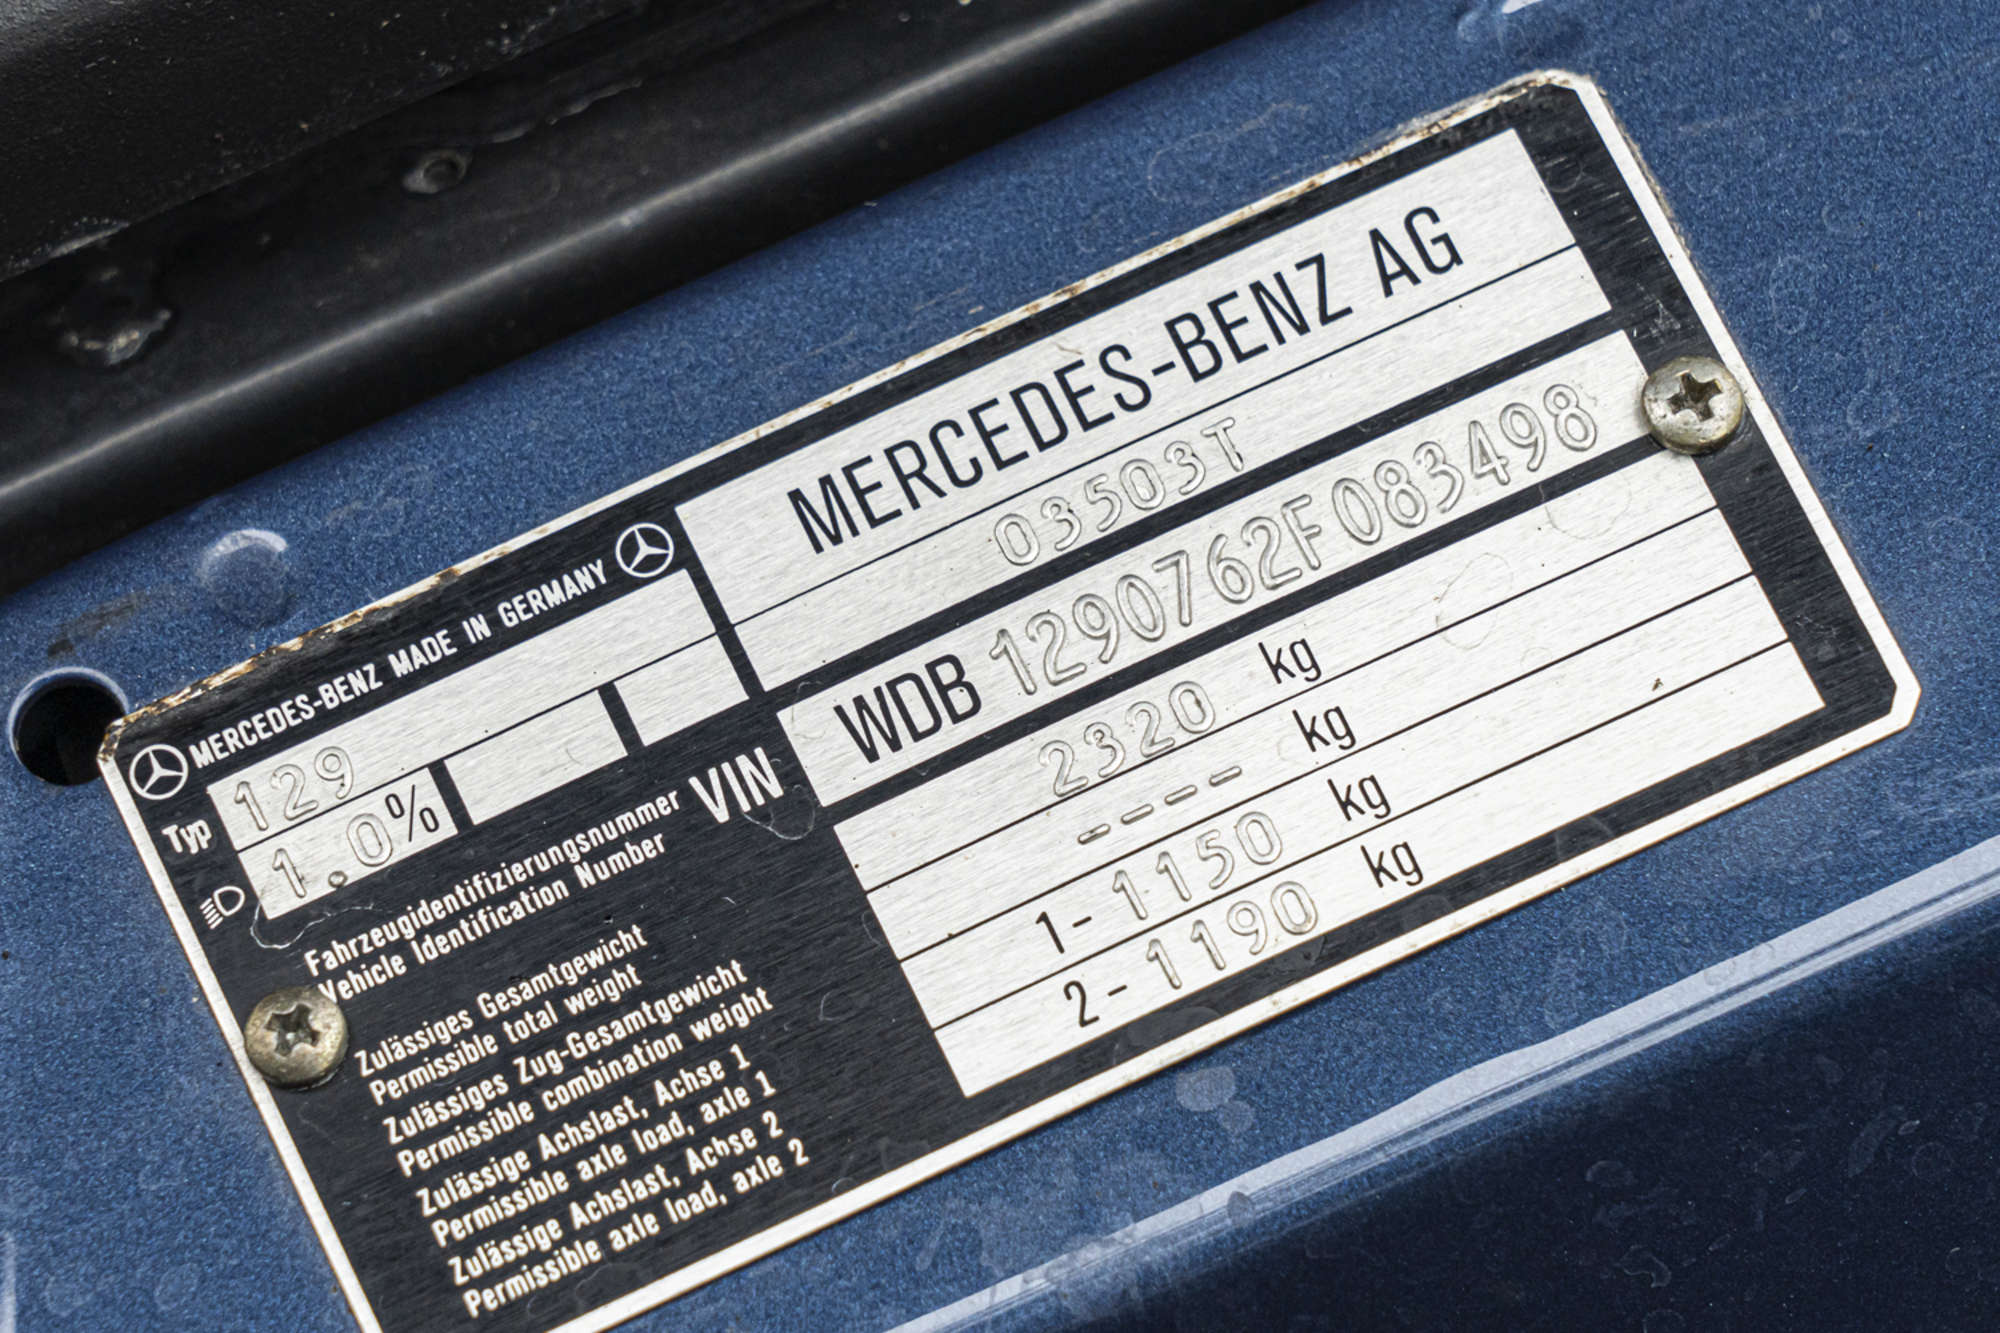 MERCEDES-BENZ MADE IN GERMANY
MERCEDES-BENZ AG
03503T
Typ 129
1.0%
Fahrzeugidentifizierungsnummer
Vehicle Identification Number
VIN WDB 1290762F083498
Zulässiges Gesamtgewicht
Permissible total weight
2320 kg
Zulässiges Zug-Gesamtgewicht
Permissible combination weight
---- kg
Zulässige Achslast, Achse 1
Permissible axle load, axle 1
1- 1150 kg
Zulässige Achslast, Achse 2
Permissible axle load, axle 2
2- 1190 kg